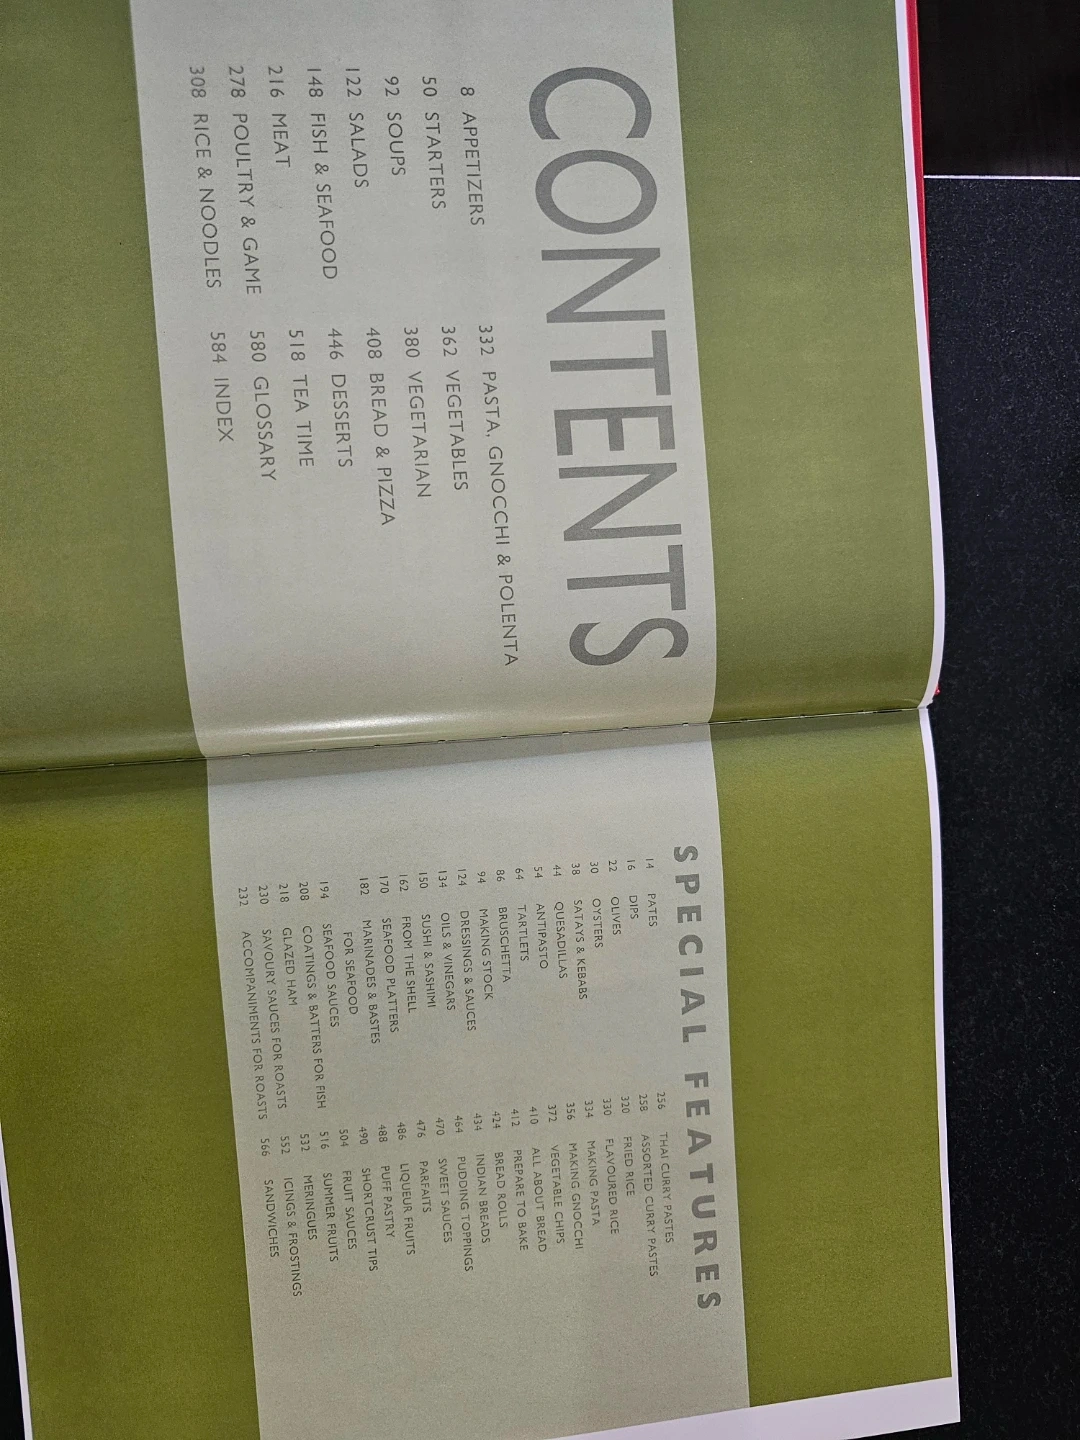 CONTENTS
8 APPETIZERS
50 STARTERS
92 SOUPS
122 SALADS
148 FISH & SEAFOOD
216 MEAT
278 POULTRY & GAME
308 RICE & NOODLES
332 PASTA, GNOCCHI & POLENTA
362 VEGETABLES
380 VEGETARIAN
408 BREAD & PIZZA
446 DESSERTS
518 TEA TIME
580 GLOSSARY
584 INDEX
SPECIAL FEATURES
14 PATES
16 DIPS
22 OLIVES
30 OYSTERS
38 SATAYS & KEBABS
44 QUESADILLAS
54 ANTIPASTO
64 TARTLETS
86 BRUSCHETTA
94 MAKING STOCK
124 DRESSINGS & SAUCES
134 OILS & VINEGARS
150 SUSHI & SASHIMI
162 FROM THE SHELL
170 SEAFOOD PLATTERS
182 MARINADES & BASTES
FOR SEAFOOD
194 SEAFOOD SAUCES
208 COATINGS & BATTERS FOR FISH
218 GLAZED HAM
230 SAVOURY SAUCES FOR ROASTS
232 ACCOMPANIMENTS FOR ROASTS
256 THAI CURRY PASTES
258 ASSORTED CURRY PASTES
320 FRIED RICE
330 FLAVOURED RICE
334 MAKING PASTA
356 MAKING GNOCCHI
372 VEGETABLE CHIPS
410 ALL ABOUT BREAD
412 PREPARE TO BAKE
424 BREAD ROLLS
434 INDIAN BREADS
464 PUDDING TOPPINGS
470 SWEET SAUCES
476 PARFAITS
486 LIQUEUR FRUITS
488 PUFF PASTRY
490 SHORTCRUST TIPS
504 FRUIT SAUCES
516 SUMMER FRUITS
532 MERINGUES
552 ICINGS & FROSTINGS
566 SANDWICHES